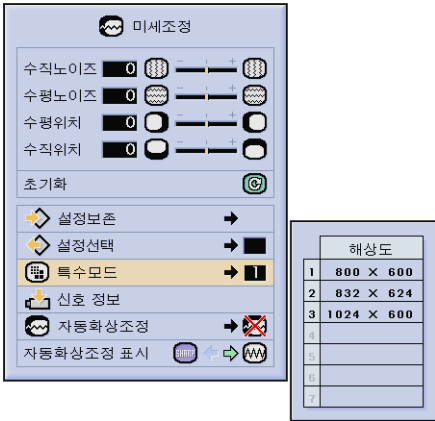 미세조정
수직노이즈 0 - +
수평노이즈 0 - +
수평위치 0 - +
수직위치 0 - +
초기화
설정보존
설정선택
특수모드 1
신호 정보
자동화상조정
자동화상조정 표시 SHARP
해상도
1 800 × 600
2 832 × 624
3 1024 × 600
4
5
6
7